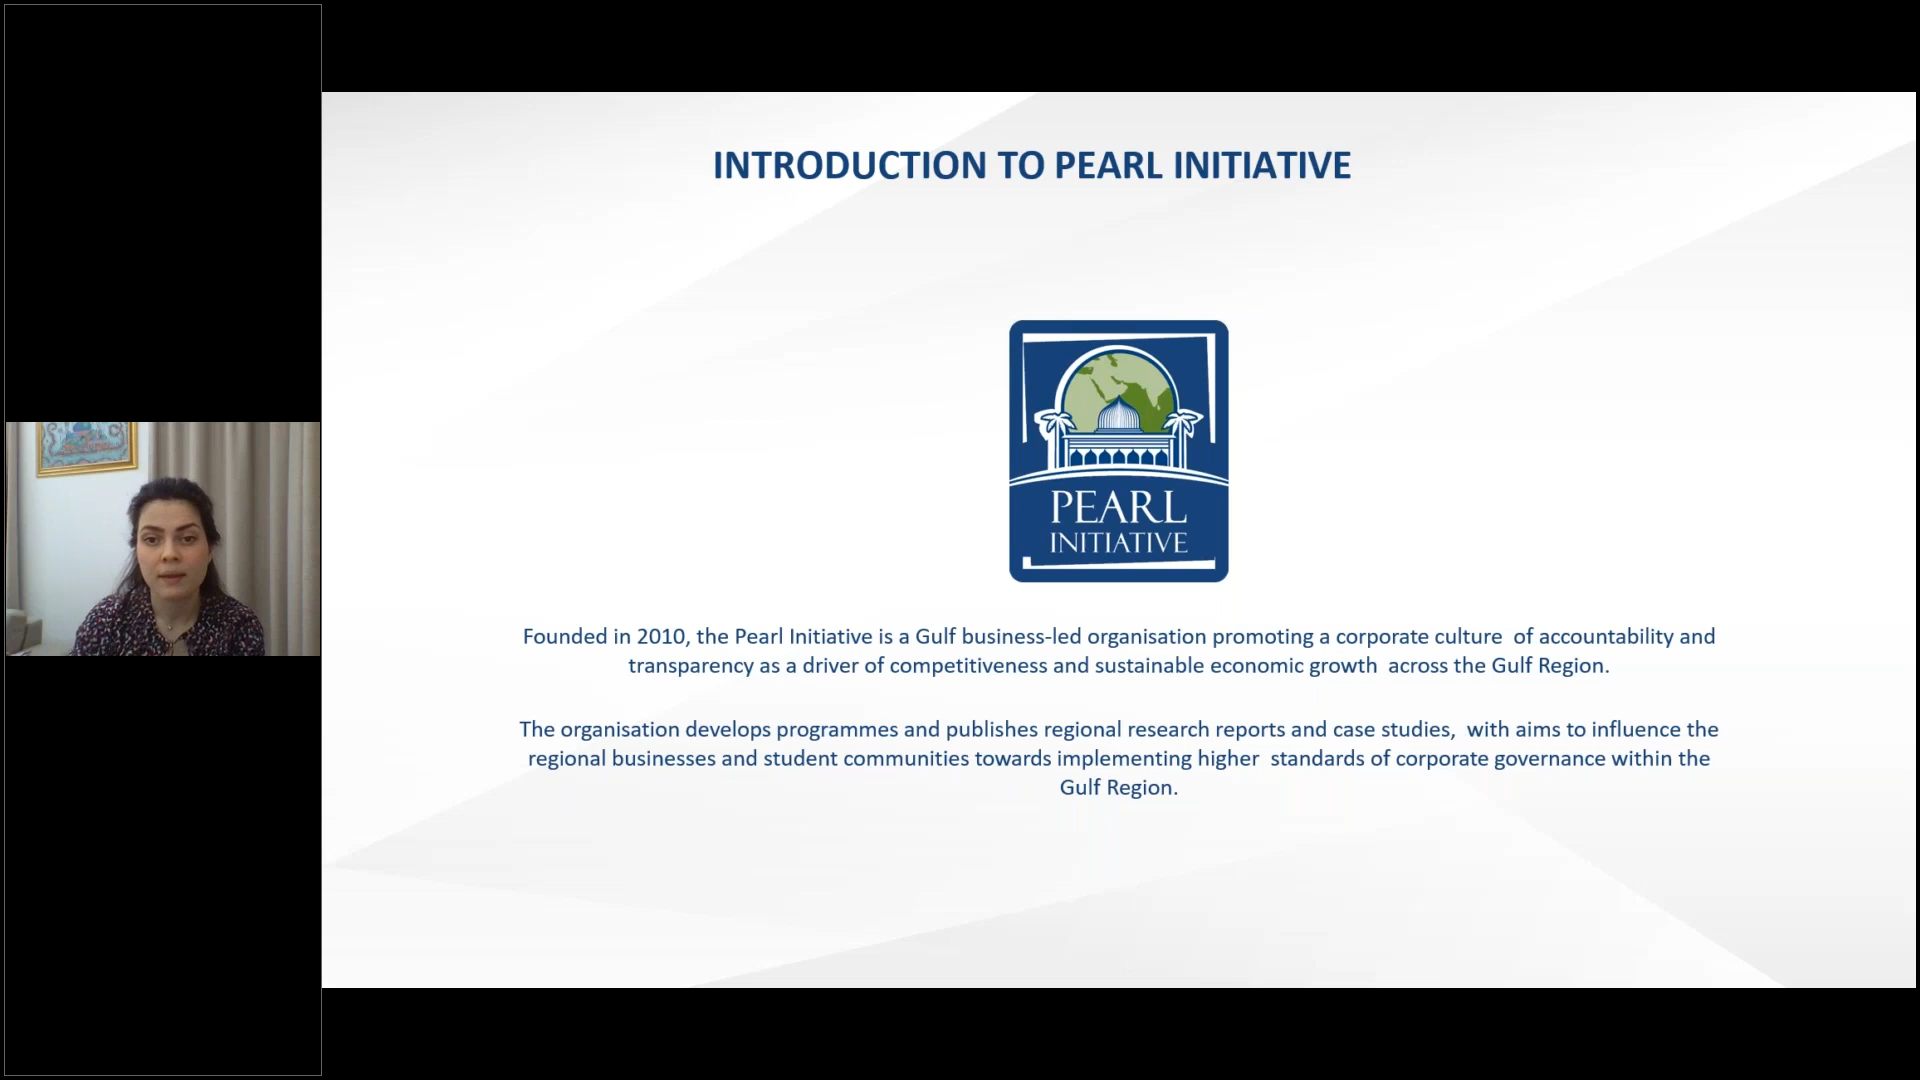 INTRODUCTION TO PEARL INITIATIVE
PEARL
INITIATIVE
Founded in 2010, the Pearl Initiative is a Gulf business-led organisation promoting a corporate culture  of accountability and
transparency as a driver of competitiveness and sustainable economic growth  across the Gulf Region.
The organisation develops programmes and publishes regional research reports and case studies,  with aims to influence the
regional businesses and student communities towards implementing higher  standards of corporate governance within the
Gulf Region.